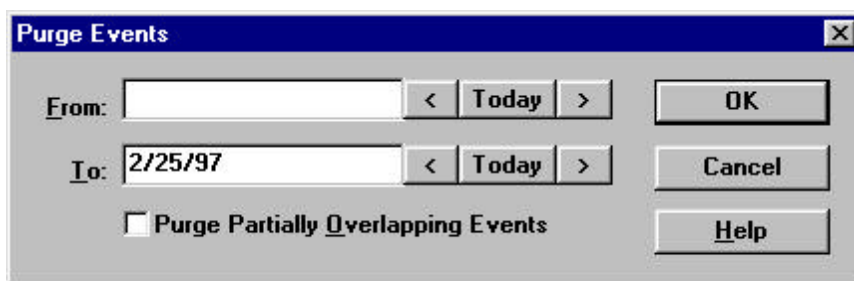 Purge Events
From: < Today >
OK
To: 2/25/97 < Today >
Cancel
Purge Partially Overlapping Events
Help